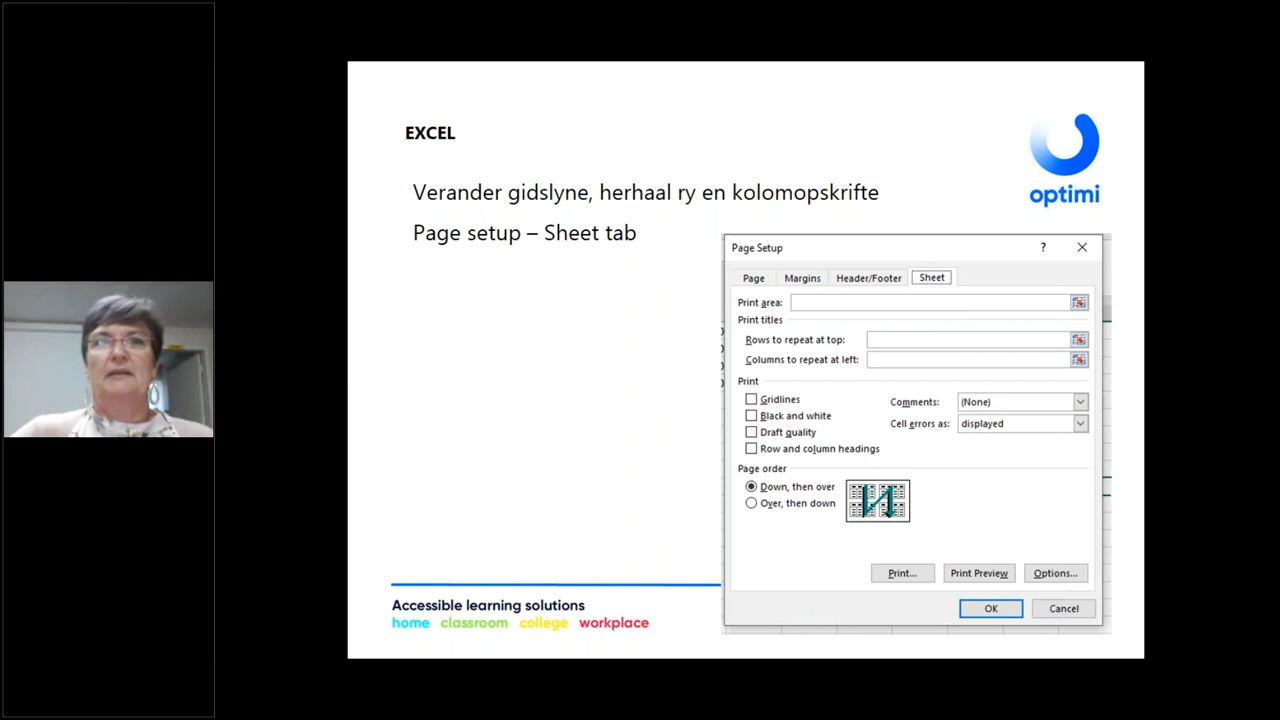 EXCEL
optimi
Verander gidslyne, herhaal ry en kolomopskrifte
Page setup – Sheet tab
Page Setup
?
Page Margins Header/Footer Sheet
Print area:
Print titles
Rows to repeat at top:
Columns to repeat at left:
Print
Gridlines
Black and white
Draft quality
Row and column headings
Comments: (None)
Cell errors as: displayed
Page order
Down, then over
Over, then down
Print... Print Preview Options...
OK Cancel
Accessible learning solutions
home classroom college workplace